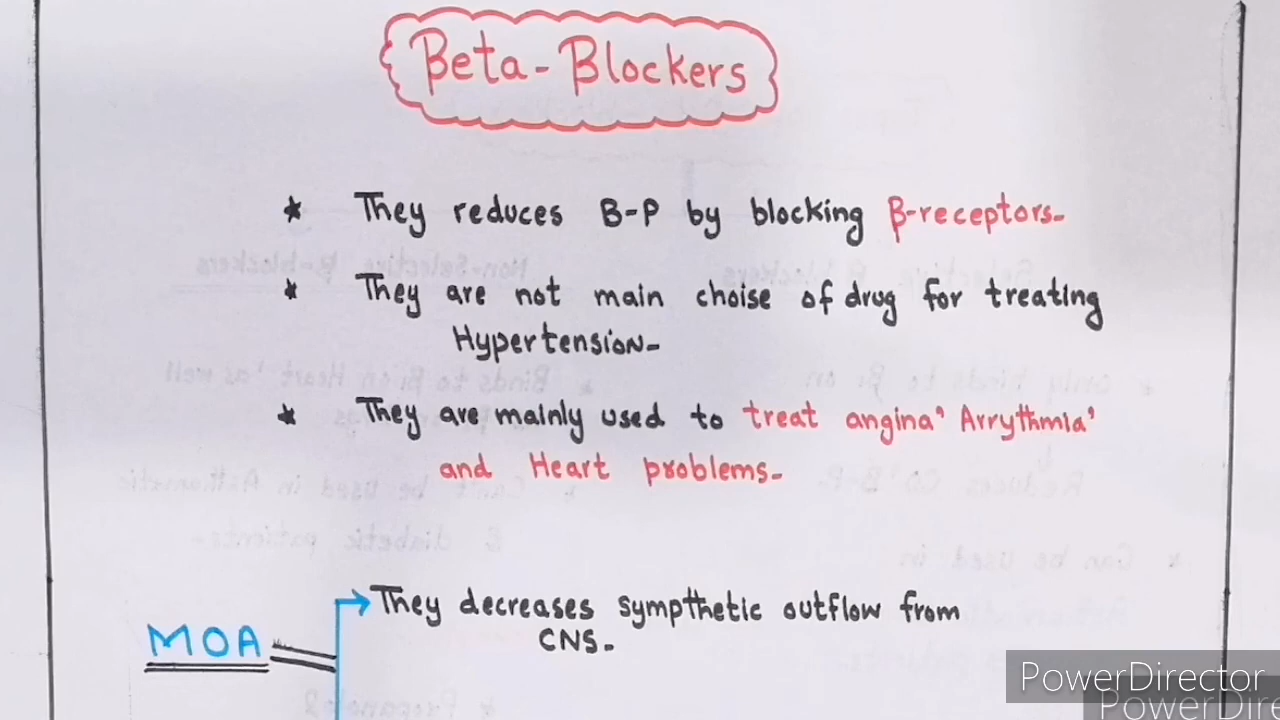 Beta-Blockers
* They reduces B-P by blocking β-receptors-
* They are not main choise of drug for treating
Hypertension-
* They are mainly used to treat angina' Arrythmia'
and Heart problems-
MOA
They decreases sympthetic outflow from
CNS-
PowerDirector
PowerDire